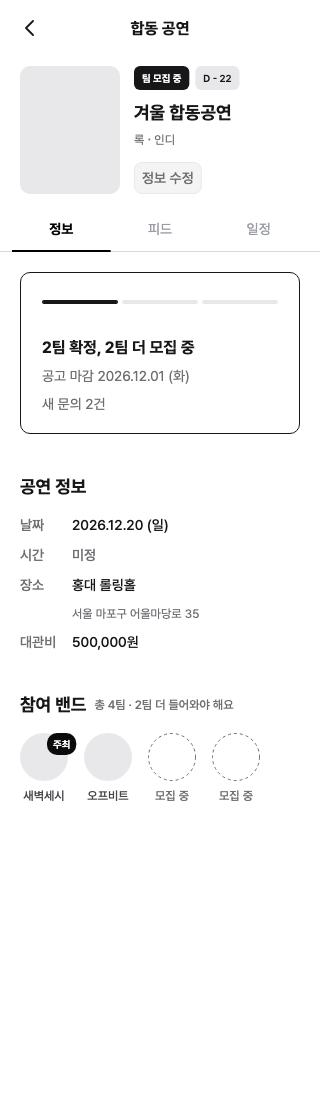 합동 공연
팀 모집 중 D - 22
겨울 합동공연
록 · 인디
정보 수정
정보 피드 일정
2팀 확정, 2팀 더 모집 중
공고 마감 2026.12.01 (화)
새 문의 2건
공연 정보
날짜 2026.12.20 (일)
시간 미정
장소 홍대 롤링홀
서울 마포구 어울마당로 35
대관비 500,000원
참여 밴드 총 4팀 · 2팀 더 들어와야 해요
주최
새벽세시 오프비트 모집 중 모집 중